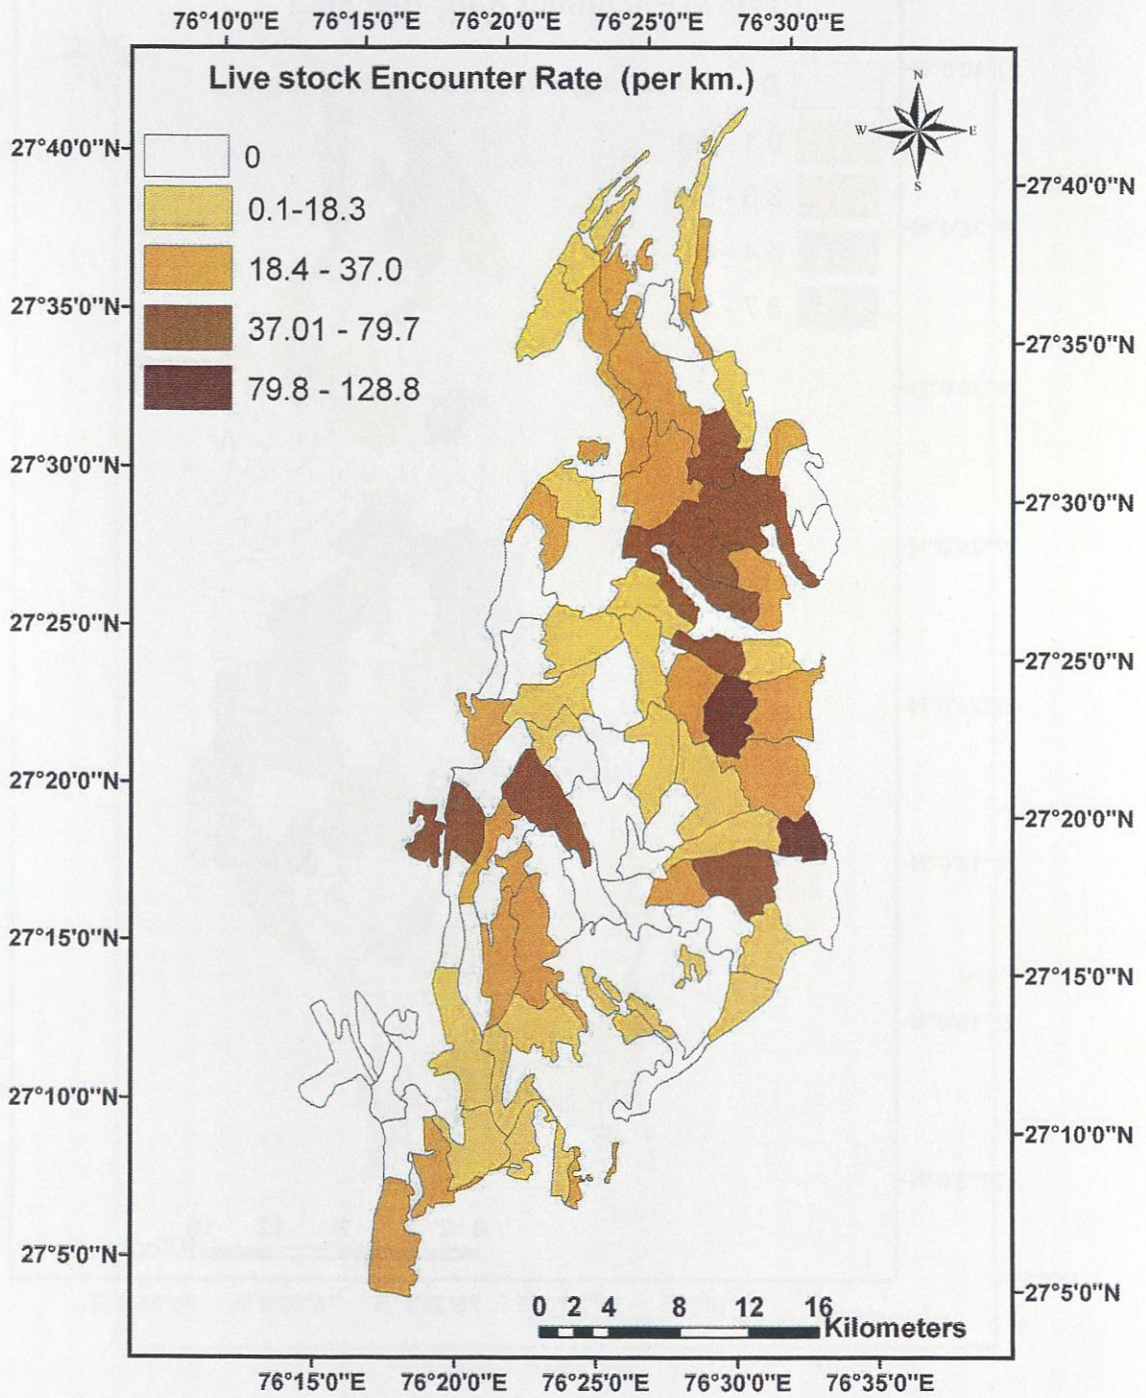 76°10'0"E 76°15'0"E 76°20'0"E 76°25'0"E 76°30'0"E
Live stock Encounter Rate (per km.)
N
W E
S
0
0.1-18.3
18.4 - 37.0
37.01 - 79.7
79.8 - 128.8
27°40'0"N
27°35'0"N
27°30'0"N
27°25'0"N
27°20'0"N
27°15'0"N
27°10'0"N
27°5'0"N
27°40'0"N
27°35'0"N
27°30'0"N
27°25'0"N
27°20'0"N
27°15'0"N
27°10'0"N
27°5'0"N
0 2 4 8 12 16
Kilometers
76°15'0"E 76°20'0"E 76°25'0"E 76°30'0"E 76°35'0"E